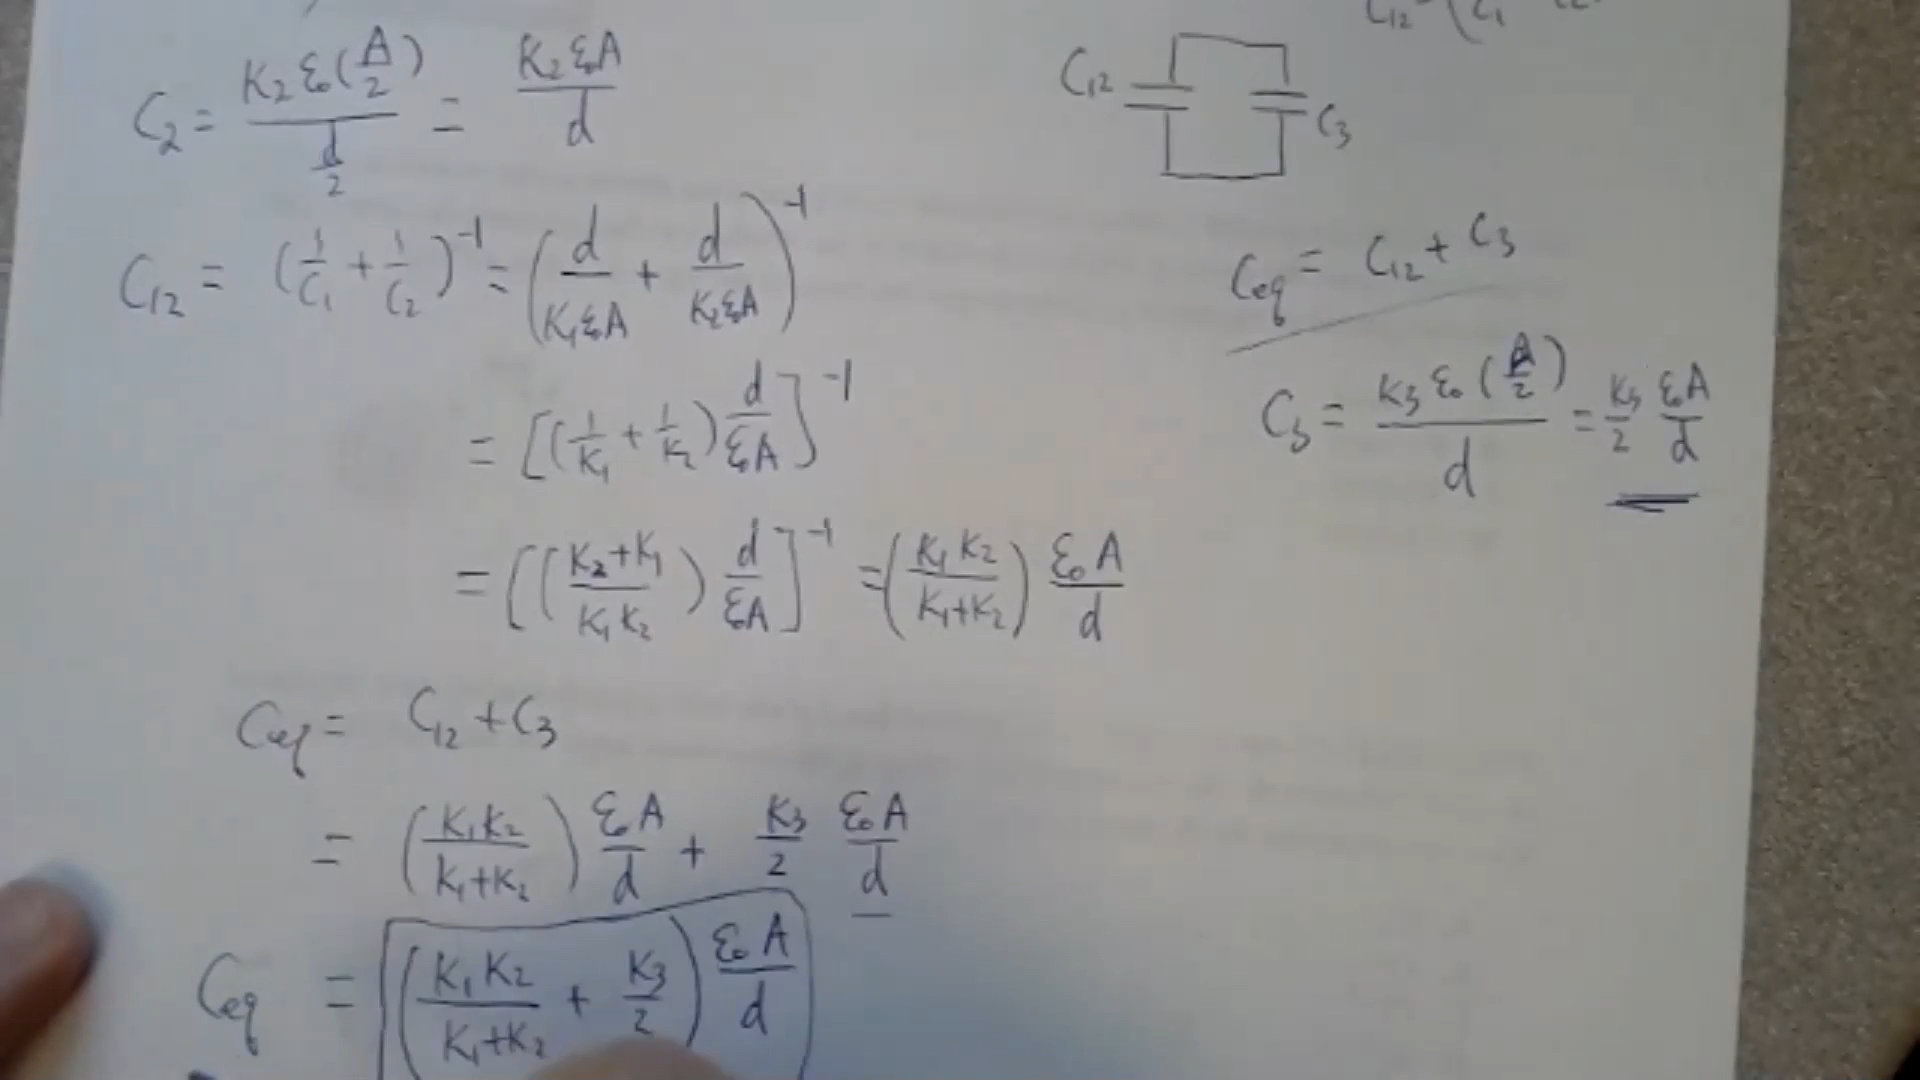 C₂ = K₂ε₀(A/2) / (d/2) = K₂ε₀A / d
C₁₂ = (1/C₁ + 1/C₂)⁻¹ = (d/(K₁ε₀A) + d/(K₂ε₀A))⁻¹
= [(1/K₁ + 1/K₂) d/(ε₀A)]⁻¹
= [((K₂+K₁)/(K₁K₂)) d/(ε₀A)]⁻¹ = (K₁K₂/(K₁+K₂)) ε₀A/d
Ceq = C₁₂ + C₃
= (K₁K₂/(K₁+K₂)) ε₀A/d + K₃/2 ε₀A/d
Ceq = (K₁K₂/(K₁+K₂) + K₃/2) ε₀A/d
C₁₂
C₃
Ceq = C₁₂ + C₃
C₃ = K₃ε₀(A/2) / d = K₃/2 ε₀A/d